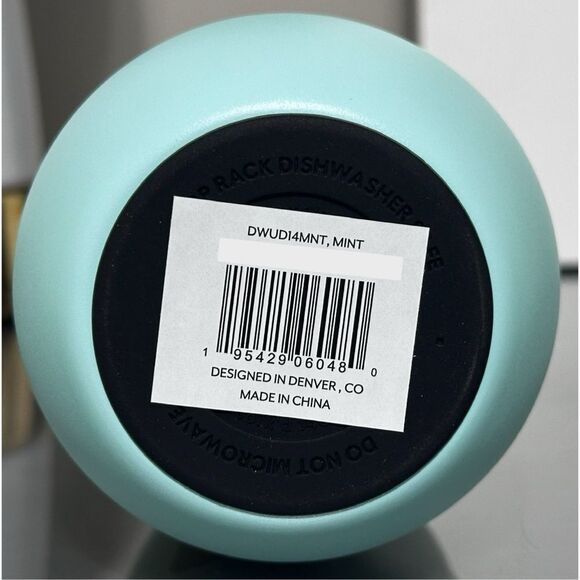 RACK DISHWASHER
DWUD14MNT, MINT
1 95429 06048 0
DESIGNED IN DENVER, CO
MADE IN CHINA
DO NOT MICROWAVE